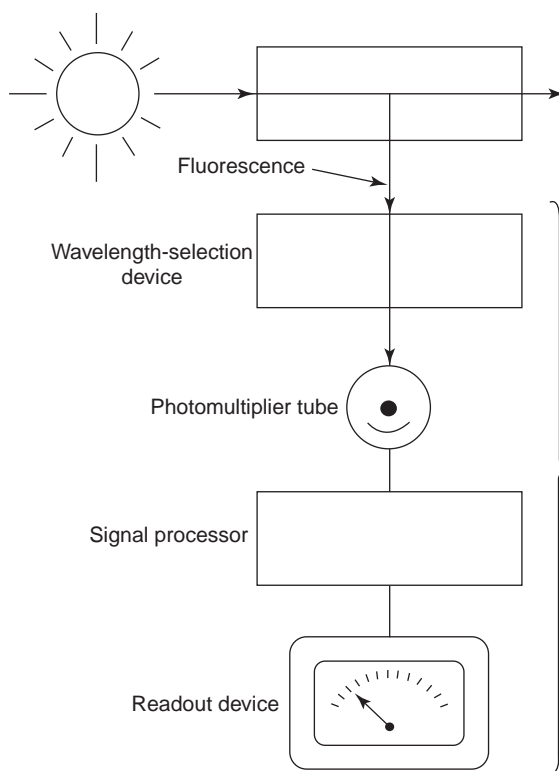 Fluorescence
Wavelength-selection
device
Photomultiplier tube
Signal processor
Readout device